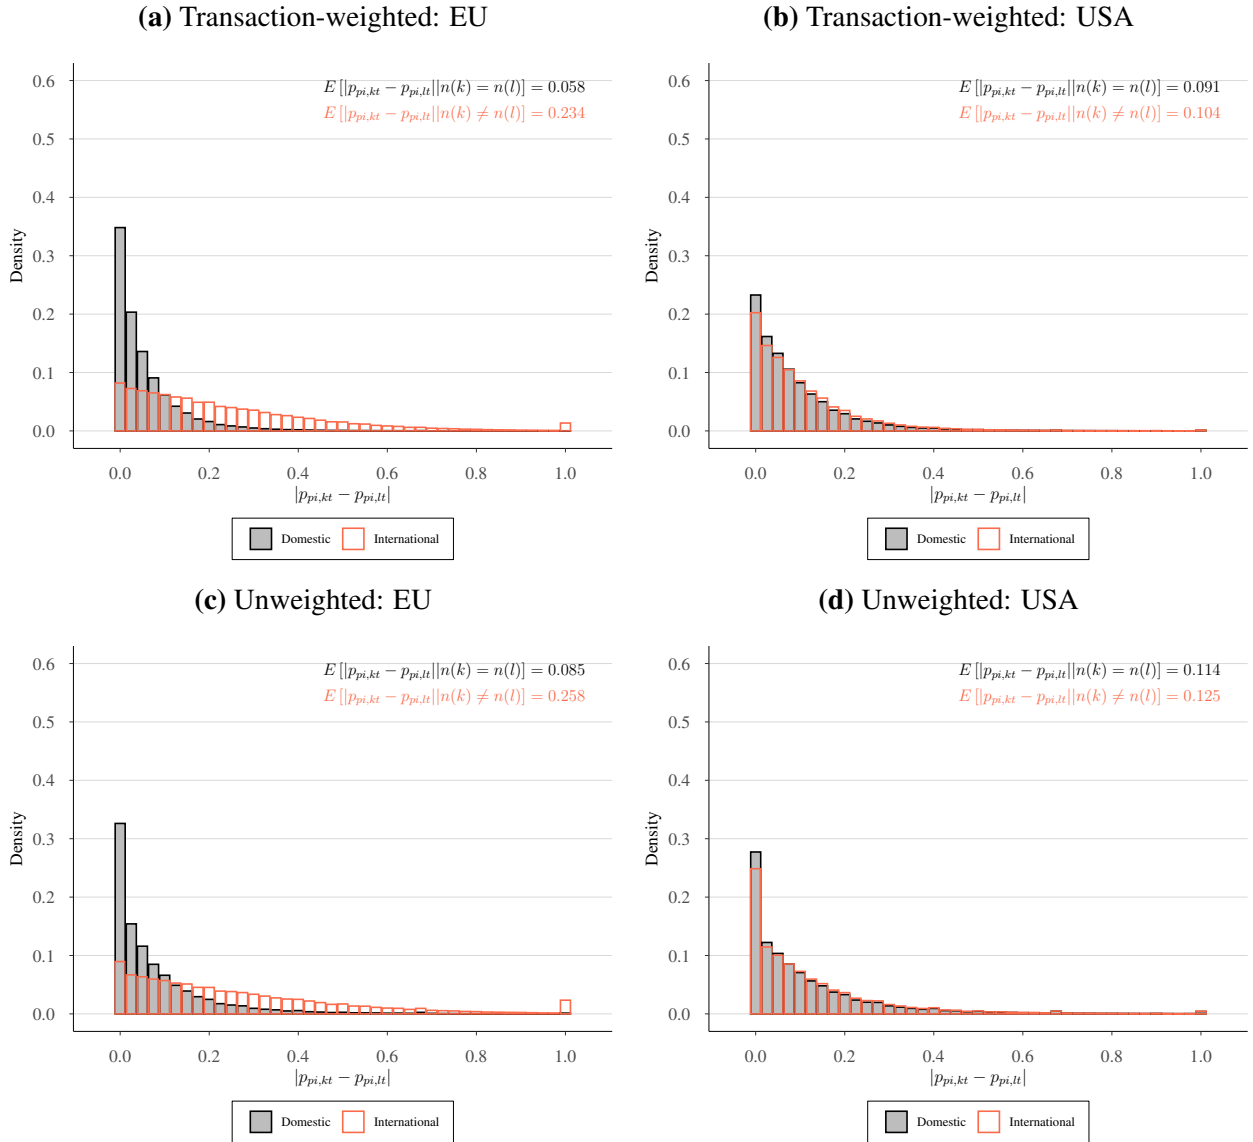 (a) Transaction-weighted: EU
E [|p_{pi,kt} − p_{pi,lt}||n(k) = n(l)] = 0.058
E [|p_{pi,kt} − p_{pi,lt}||n(k) ≠ n(l)] = 0.234
Density
0.6
0.5
0.4
0.3
0.2
0.1
0.0
0.0 0.2 0.4 0.6 0.8 1.0
|p_{pi,kt} − p_{pi,lt}|
Domestic International
(b) Transaction-weighted: USA
E [|p_{pi,kt} − p_{pi,lt}||n(k) = n(l)] = 0.091
E [|p_{pi,kt} − p_{pi,lt}||n(k) ≠ n(l)] = 0.104
Density
0.6
0.5
0.4
0.3
0.2
0.1
0.0
0.0 0.2 0.4 0.6 0.8 1.0
|p_{pi,kt} − p_{pi,lt}|
Domestic International
(c) Unweighted: EU
E [|p_{pi,kt} − p_{pi,lt}||n(k) = n(l)] = 0.085
E [|p_{pi,kt} − p_{pi,lt}||n(k) ≠ n(l)] = 0.258
Density
0.6
0.5
0.4
0.3
0.2
0.1
0.0
0.0 0.2 0.4 0.6 0.8 1.0
|p_{pi,kt} − p_{pi,lt}|
Domestic International
(d) Unweighted: USA
E [|p_{pi,kt} − p_{pi,lt}||n(k) = n(l)] = 0.114
E [|p_{pi,kt} − p_{pi,lt}||n(k) ≠ n(l)] = 0.125
Density
0.6
0.5
0.4
0.3
0.2
0.1
0.0
0.0 0.2 0.4 0.6 0.8 1.0
|p_{pi,kt} − p_{pi,lt}|
Domestic International